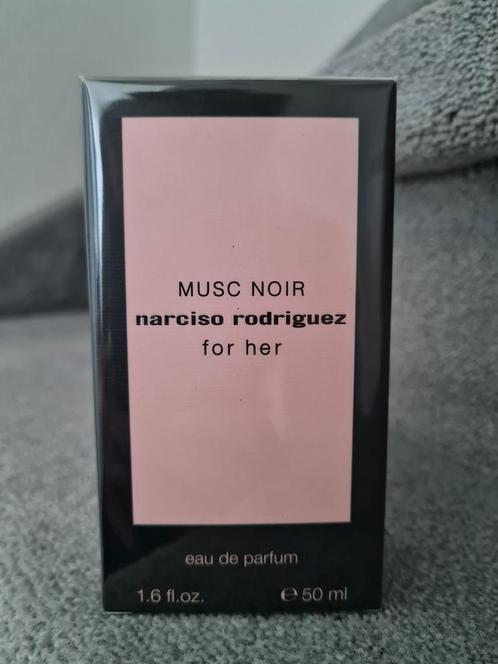 MUSC NOIR
narciso rodriguez
for her
eau de parfum
1.6 fl.oz. ℮ 50 ml